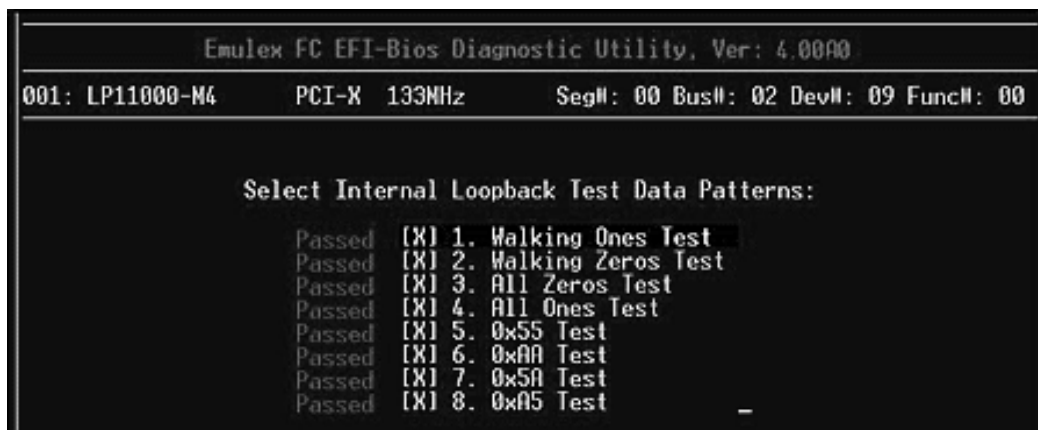 Emulex FC EFI-Bios Diagnostic Utility, Ver: 4.00A0
001: LP11000-M4 PCI-X 133MHz Seg#: 00 Bus#: 02 Dev#: 09 Func#: 00
Select Internal Loopback Test Data Patterns:
Passed [X] 1. Walking Ones Test
Passed [X] 2. Walking Zeros Test
Passed [X] 3. All Zeros Test
Passed [X] 4. All Ones Test
Passed [X] 5. 0x55 Test
Passed [X] 6. 0xAA Test
Passed [X] 7. 0x5A Test
Passed [X] 8. 0xA5 Test